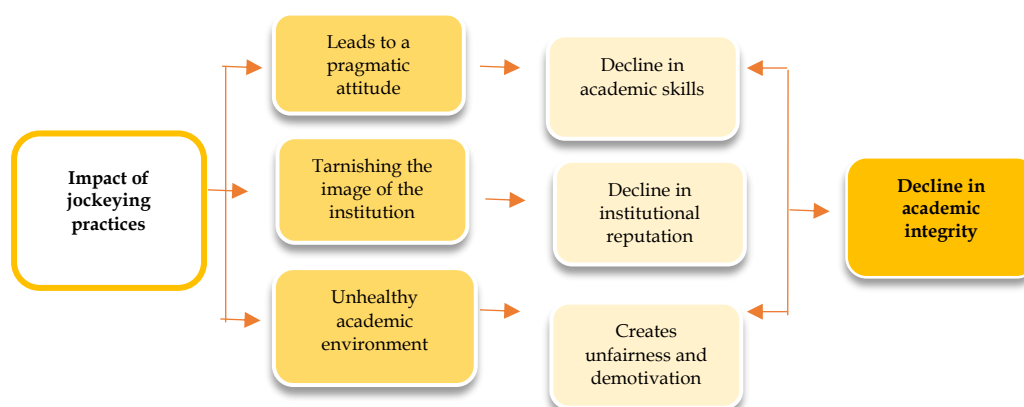 Impact of
jockeying
practices
Leads to a
pragmatic
attitude
Tarnishing the
image of the
institution
Unhealthy
academic
environment
Decline in
academic skills
Decline in
institutional
reputation
Creates
unfairness and
demotivation
Decline in
academic
integrity